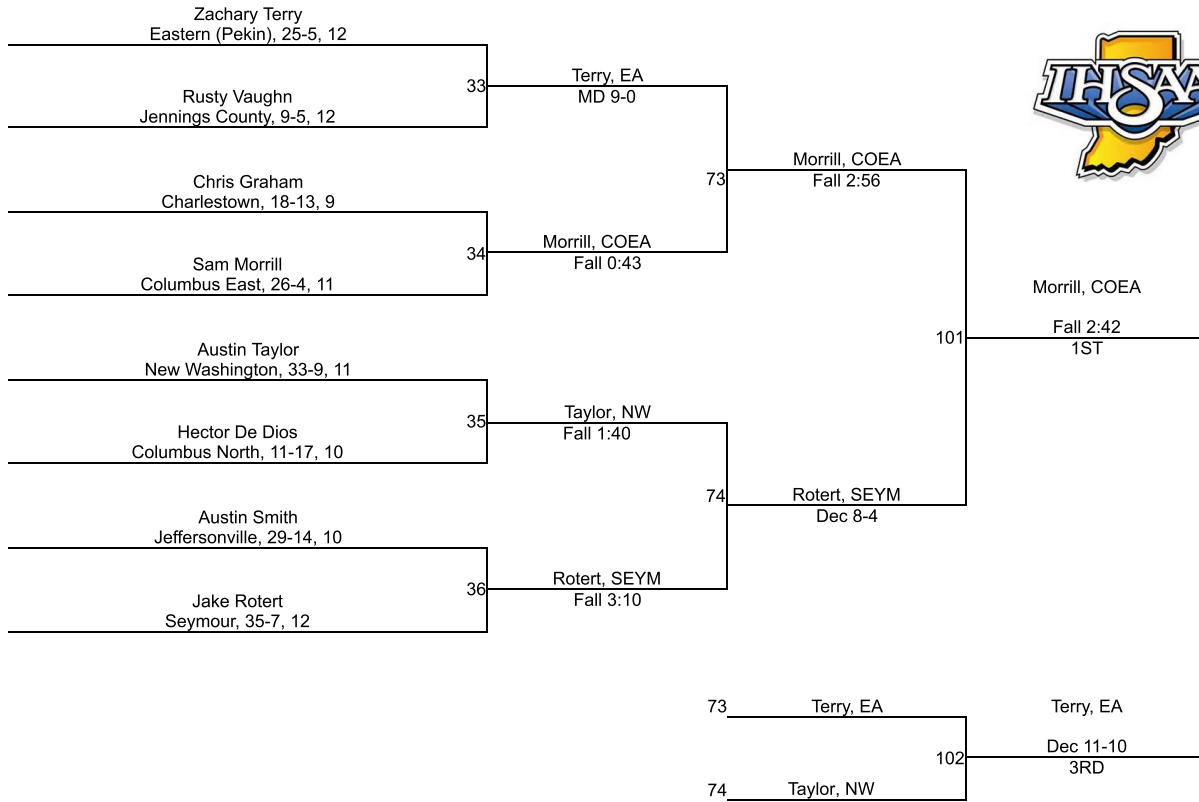 Zachary Terry
Eastern (Pekin), 25-5, 12
33
Terry, EA
MD 9-0
Rusty Vaughn
Jennings County, 9-5, 12
IHSAA
73
Morrill, COEA
Fall 2:56
Chris Graham
Charlestown, 18-13, 9
34
Morrill, COEA
Fall 0:43
Sam Morrill
Columbus East, 26-4, 11
101
Morrill, COEA
Fall 2:42
1ST
Austin Taylor
New Washington, 33-9, 11
35
Taylor, NW
Fall 1:40
Hector De Dios
Columbus North, 11-17, 10
74
Rotert, SEYM
Dec 8-4
Austin Smith
Jeffersonville, 29-14, 10
36
Rotert, SEYM
Fall 3:10
Jake Rotert
Seymour, 35-7, 12
73
Terry, EA
102
Terry, EA
Dec 11-10
3RD
74
Taylor, NW